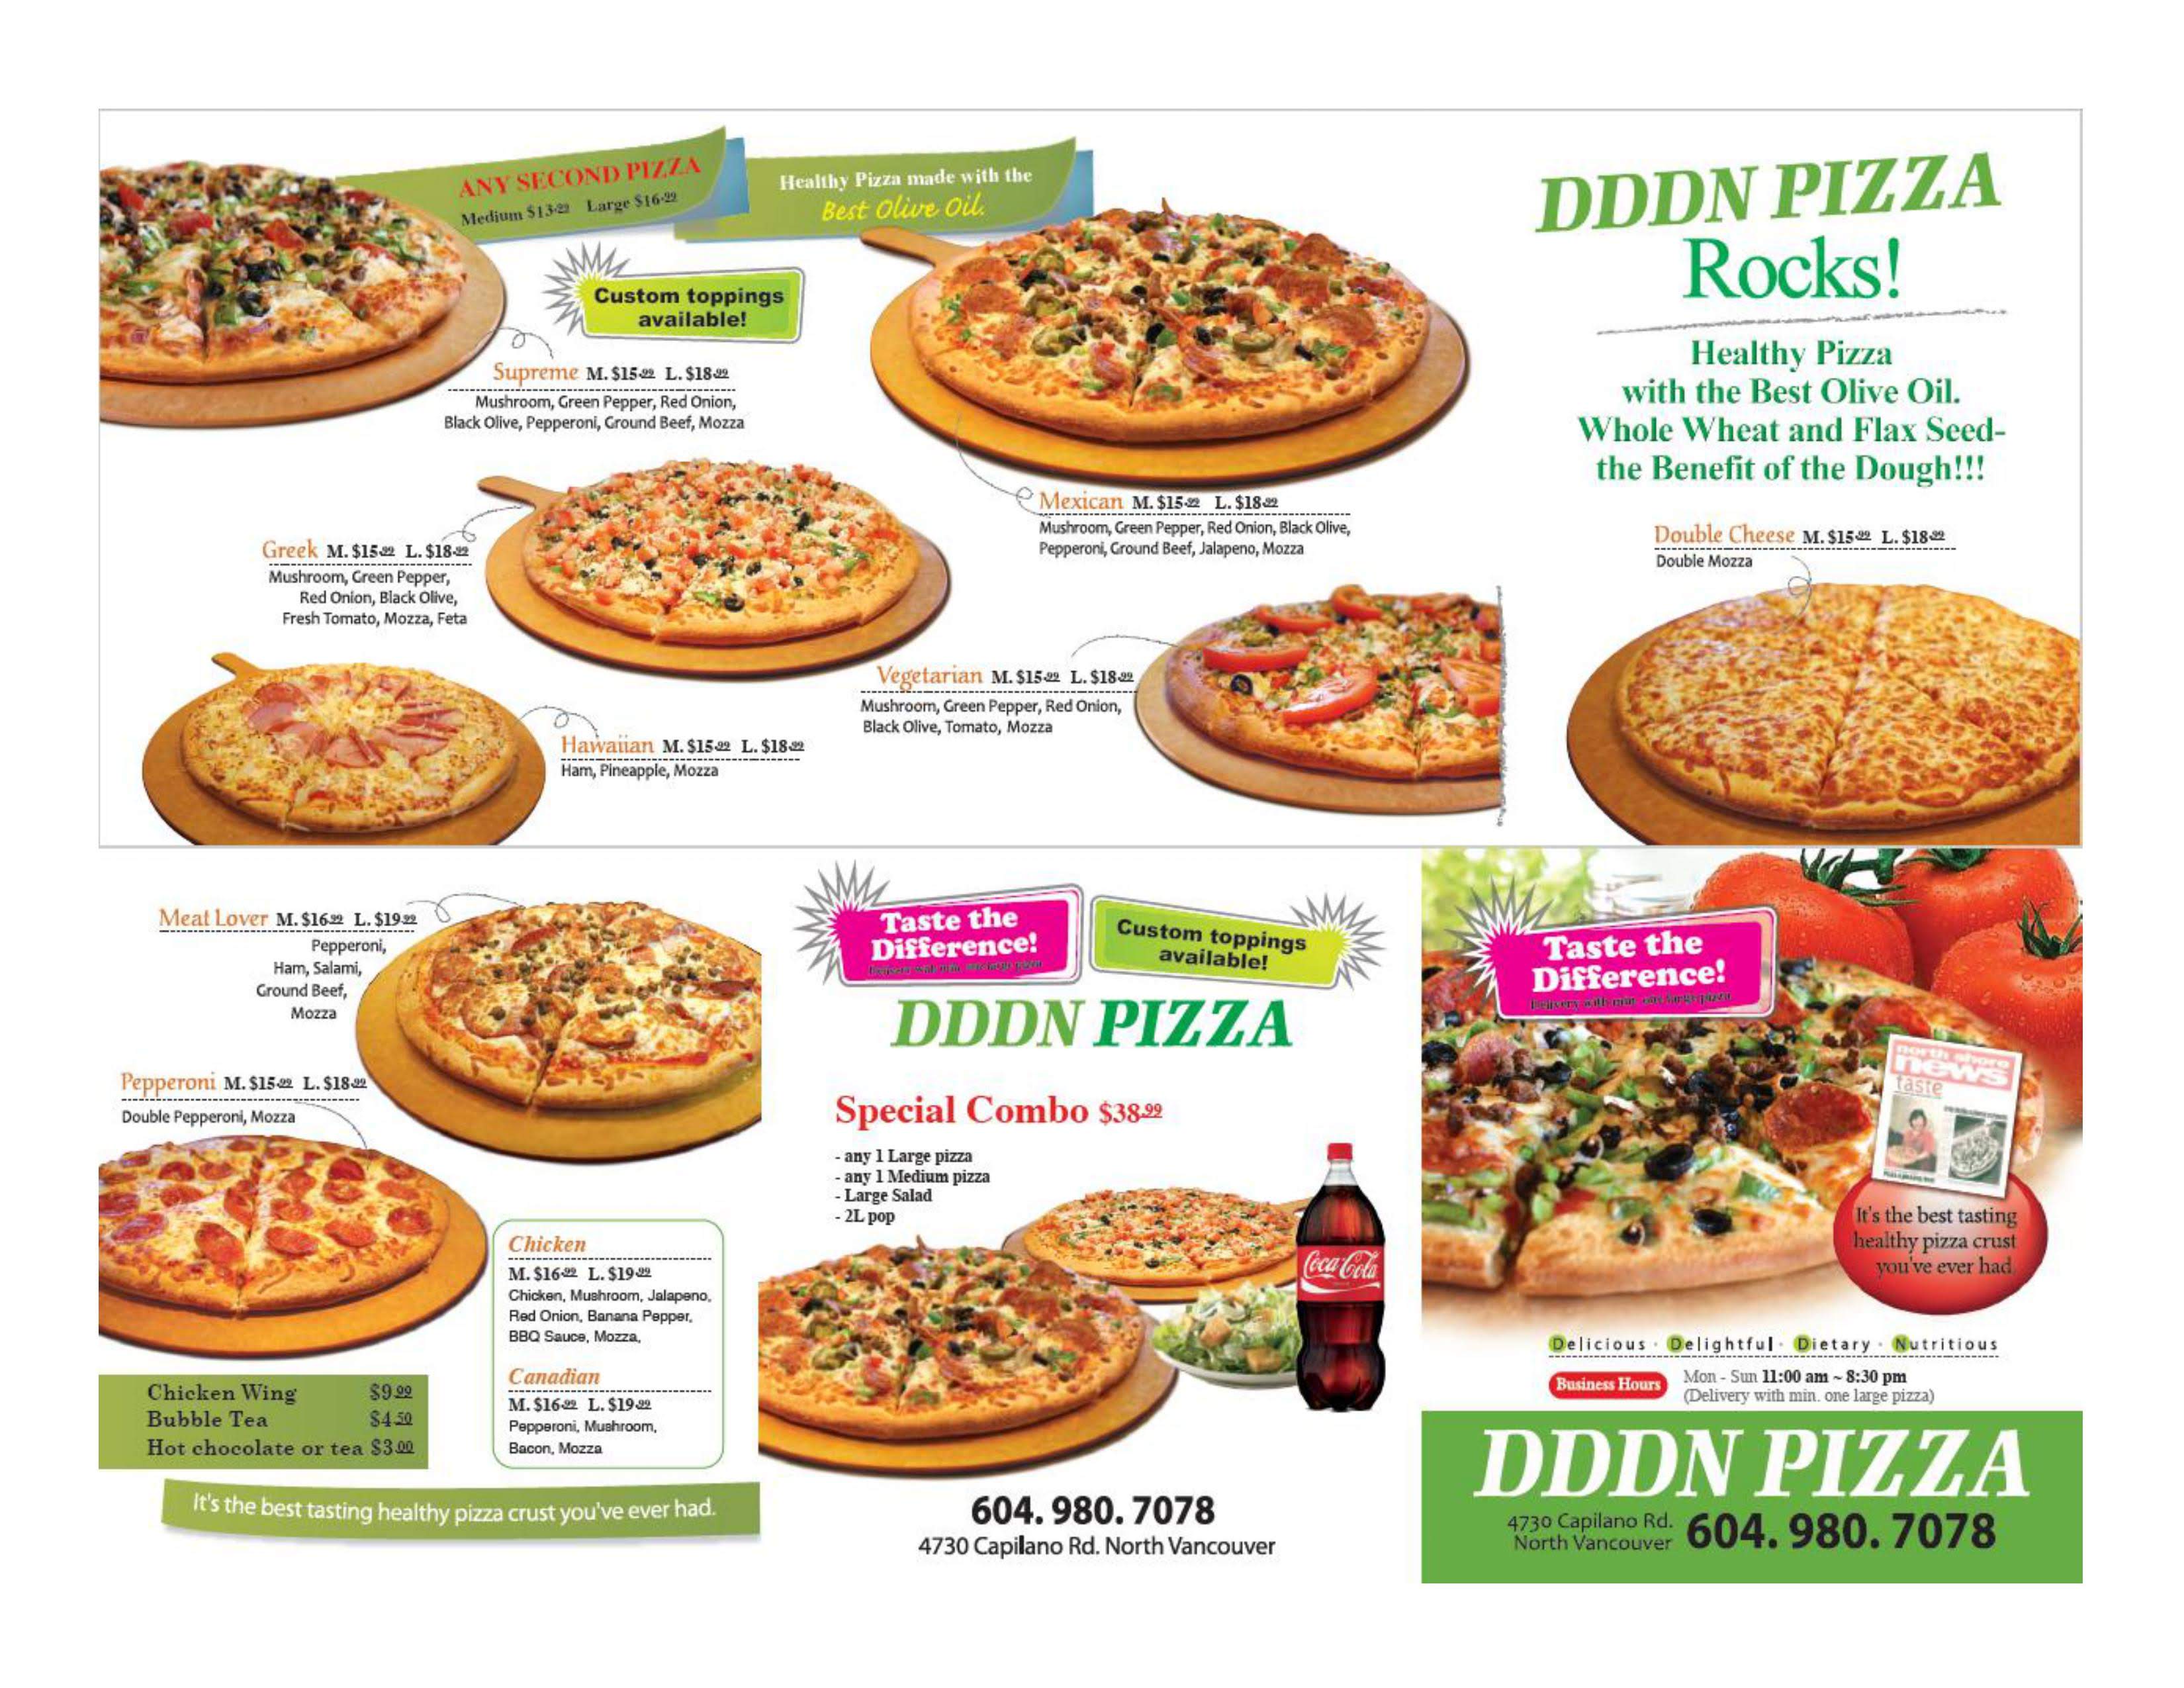 ANY SECOND PIZZA
Medium $13.99 Large $16.99
Healthy Pizza made with the
Best Olive Oil.
Custom toppings
available!
Supreme M. $15.99 L. $18.99
Mushroom, Green Pepper, Red Onion,
Black Olive, Pepperoni, Ground Beef, Mozza
Mexican M. $15.99 L. $18.99
Mushroom, Green Pepper, Red Onion, Black Olive,
Pepperoni, Ground Beef, Jalapeno, Mozza
Greek M. $15.99 L. $18.99
Mushroom, Green Pepper,
Red Onion, Black Olive,
Fresh Tomato, Mozza, Feta
Vegetarian M. $15.99 L. $18.99
Mushroom, Green Pepper, Red Onion,
Black Olive, Tomato, Mozza
Hawaiian M. $15.99 L. $18.99
Ham, Pineapple, Mozza
DDDN PIZZA
Rocks!
Healthy Pizza
with the Best Olive Oil.
Whole Wheat and Flax Seed-
the Benefit of the Dough!!!
Double Cheese M. $15.99 L. $18.99
Double Mozza
Meat Lover M. $16.99 L. $19.99
Pepperoni,
Ham, Salami,
Ground Beef,
Mozza
Pepperoni M. $15.99 L. $18.99
Double Pepperoni, Mozza
Chicken
M. $16.99 L. $19.99
Chicken, Mushroom, Jalapeno,
Red Onion, Banana Pepper,
BBQ Sauce, Mozza,
Canadian
M. $16.99 L. $19.99
Pepperoni, Mushroom,
Bacon, Mozza
Chicken Wing $9.99
Bubble Tea $4.50
Hot chocolate or tea $3.00
It's the best tasting healthy pizza crust you've ever had.
Taste the
Difference!
Delivery with min. one large pizza
Custom toppings
available!
DDDN PIZZA
Special Combo $38.99
- any 1 Large pizza
- any 1 Medium pizza
- Large Salad
- 2L pop
Coca-Cola
604. 980. 7078
4730 Capilano Rd. North Vancouver
Taste the
Difference!
Delivery with min. one large pizza
north shore
news
taste
It's the best tasting
healthy pizza crust
you've ever had.
Delicious · Delightful · Dietary · Nutritious
Business Hours
Mon - Sun 11:00 am ~ 8:30 pm
(Delivery with min. one large pizza)
DDDN PIZZA
4730 Capilano Rd.
North Vancouver
604. 980. 7078